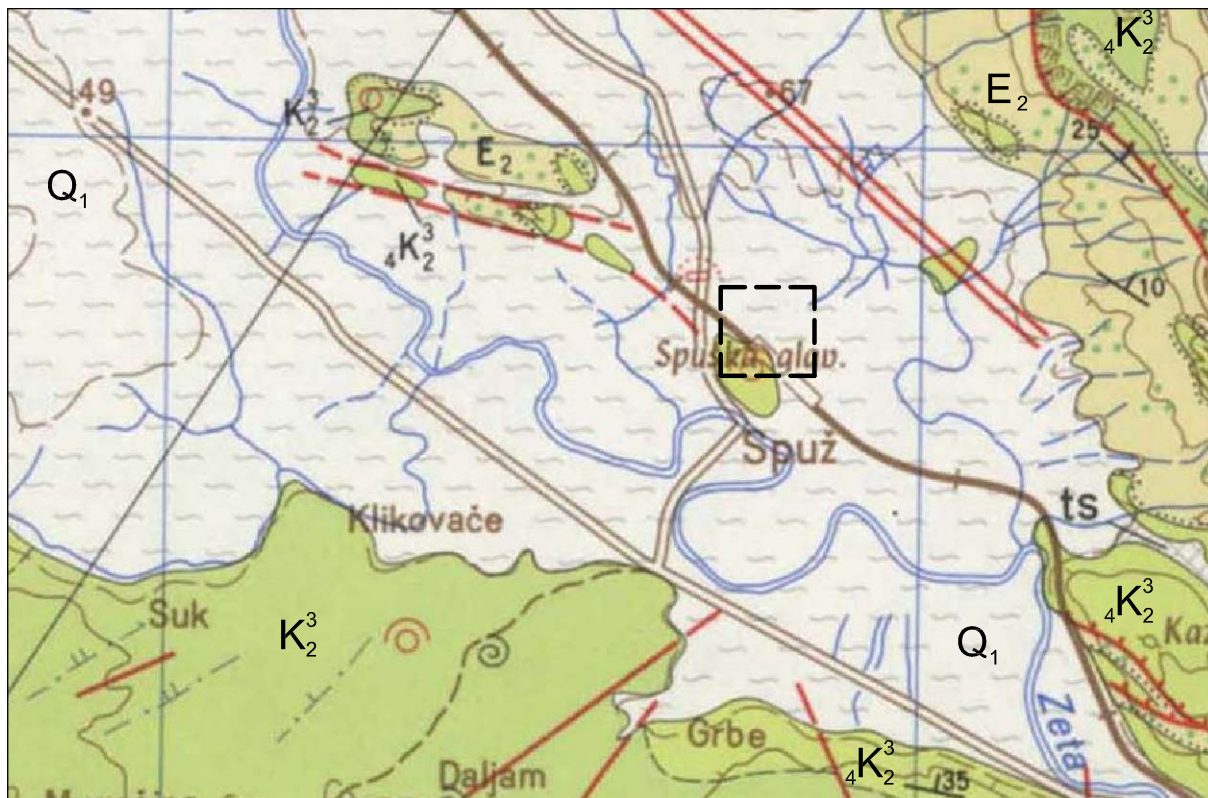 ₄K₂³
49
67
E₂
K₂³
25
E₂
Q₁
₄K₂³
10
Spuška glav.
Spuž
ts
Klikovače
₄K₂³
Suk
K₂³
Q₁
Zeta
Grbe
₄K₂³
Daljam
35